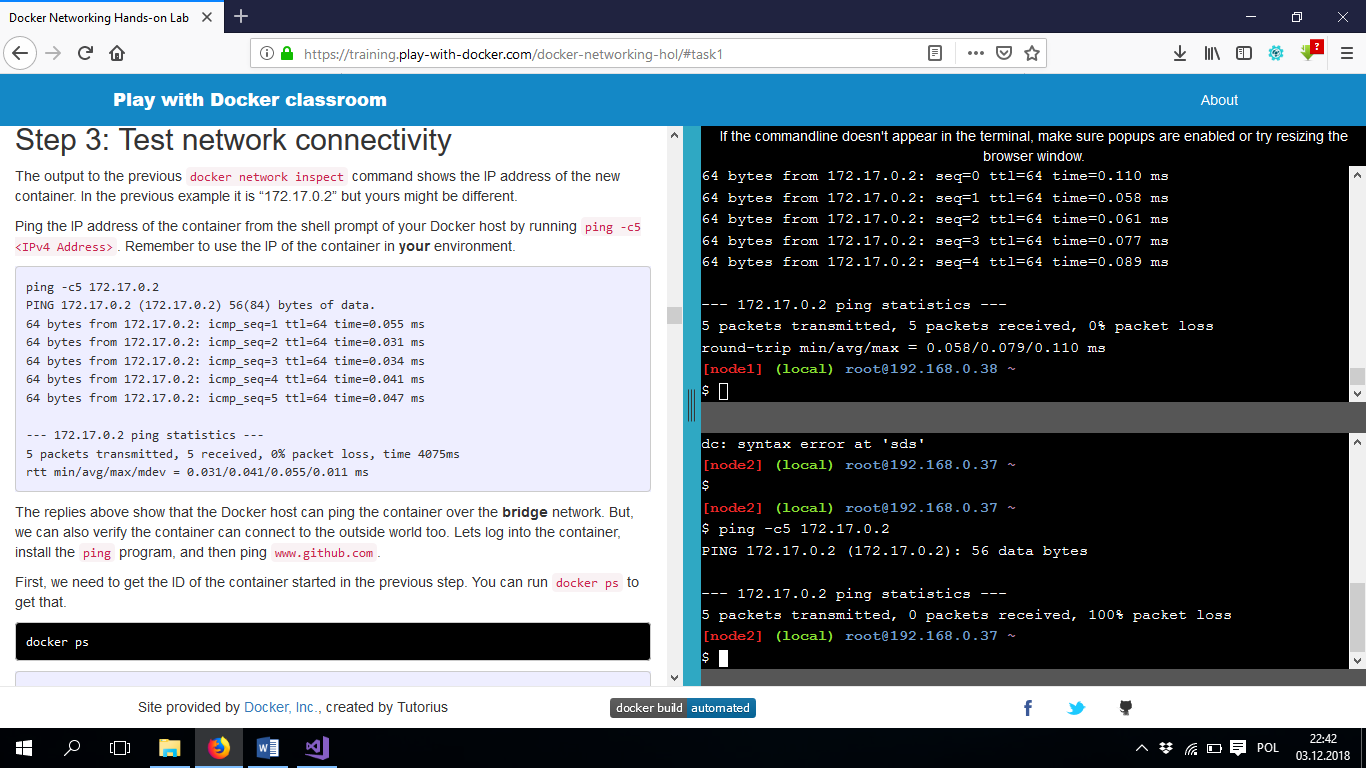 Docker Networking Hands-on Lab
https://training.play-with-docker.com/docker-networking-hol/#task1
Play with Docker classroom
About
Step 3: Test network connectivity
The output to the previous docker network inspect command shows the IP address of the new
container. In the previous example it is “172.17.0.2” but yours might be different.
Ping the IP address of the container from the shell prompt of your Docker host by running ping -c5
<IPv4 Address>. Remember to use the IP of the container in your environment.
ping -c5 172.17.0.2
PING 172.17.0.2 (172.17.0.2) 56(84) bytes of data.
64 bytes from 172.17.0.2: icmp_seq=1 ttl=64 time=0.055 ms
64 bytes from 172.17.0.2: icmp_seq=2 ttl=64 time=0.031 ms
64 bytes from 172.17.0.2: icmp_seq=3 ttl=64 time=0.034 ms
64 bytes from 172.17.0.2: icmp_seq=4 ttl=64 time=0.041 ms
64 bytes from 172.17.0.2: icmp_seq=5 ttl=64 time=0.047 ms
--- 172.17.0.2 ping statistics ---
5 packets transmitted, 5 received, 0% packet loss, time 4075ms
rtt min/avg/max/mdev = 0.031/0.041/0.055/0.011 ms
The replies above show that the Docker host can ping the container over the bridge network. But,
we can also verify the container can connect to the outside world too. Lets log into the container,
install the ping program, and then ping www.github.com.
First, we need to get the ID of the container started in the previous step. You can run docker ps to
get that.
docker ps
If the commandline doesn't appear in the terminal, make sure popups are enabled or try resizing the
browser window.
64 bytes from 172.17.0.2: seq=0 ttl=64 time=0.110 ms
64 bytes from 172.17.0.2: seq=1 ttl=64 time=0.058 ms
64 bytes from 172.17.0.2: seq=2 ttl=64 time=0.061 ms
64 bytes from 172.17.0.2: seq=3 ttl=64 time=0.077 ms
64 bytes from 172.17.0.2: seq=4 ttl=64 time=0.089 ms
--- 172.17.0.2 ping statistics ---
5 packets transmitted, 5 packets received, 0% packet loss
round-trip min/avg/max = 0.058/0.079/0.110 ms
[node1] (local) root@192.168.0.38 ~
$
dc: syntax error at 'sds'
[node2] (local) root@192.168.0.37 ~
$
[node2] (local) root@192.168.0.37 ~
$ ping -c5 172.17.0.2
PING 172.17.0.2 (172.17.0.2): 56 data bytes
--- 172.17.0.2 ping statistics ---
5 packets transmitted, 0 packets received, 100% packet loss
[node2] (local) root@192.168.0.37 ~
$
Site provided by Docker, Inc., created by Tutorius
docker build automated
POL
22:42
03.12.2018